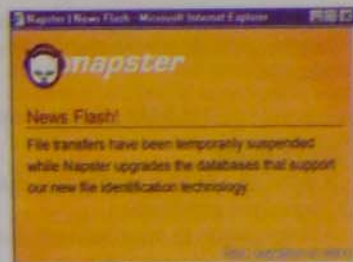 Napster | News Flash - Microsoft Internet Explorer
napster
News Flash!
File transfers have been temporarily suspended
while Napster upgrades the databases that support
our new file identification technology.